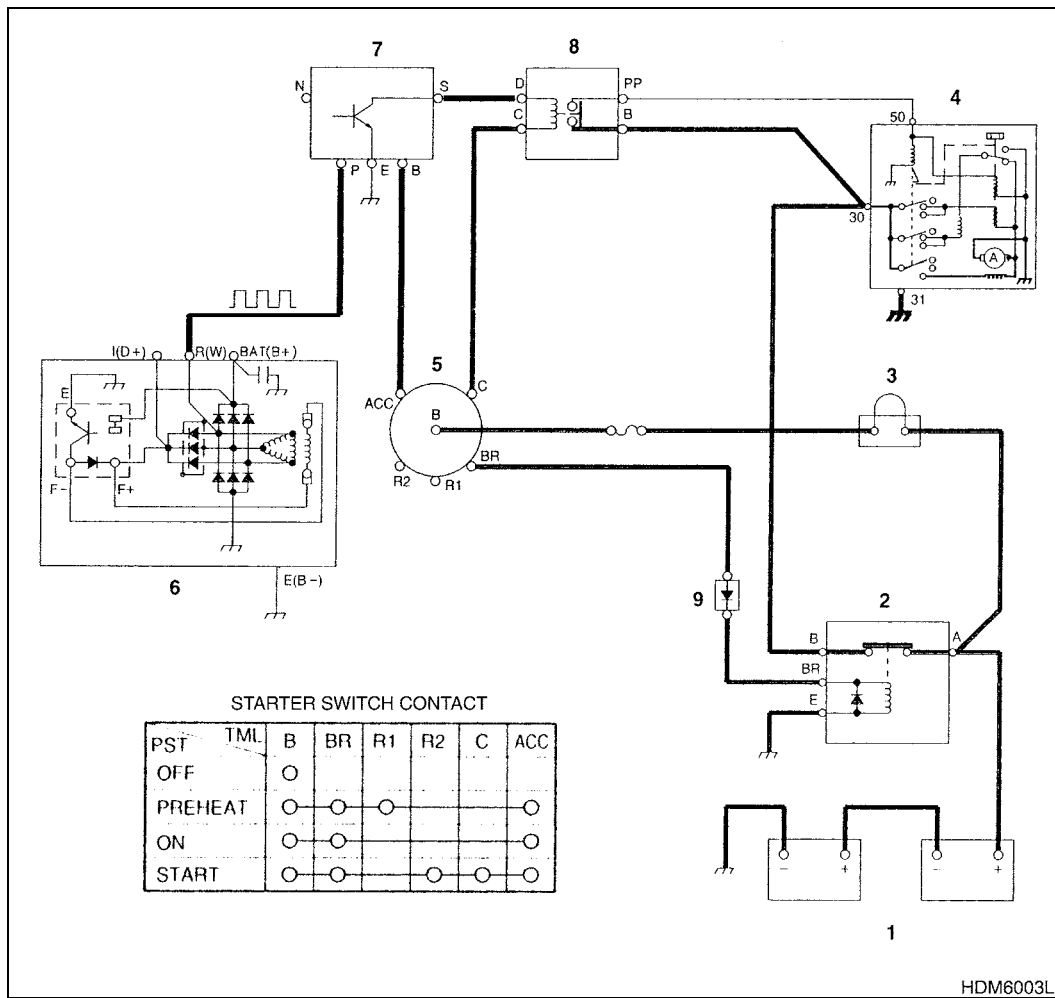 7
8
N
S
D
PP
4
C
B
50
P
E
B
30
A
31
I(D+)
R(W)
BAT(B+)
5
3
E
ACC
C
B
BR
R2
R1
F-
F+
6
E(B-)
9
2
B
A
BR
E
STARTER SWITCH CONTACT
PST TML B BR R1 R2 C ACC
OFF
PREHEAT
ON
START
- + - +
1
HDM6003L